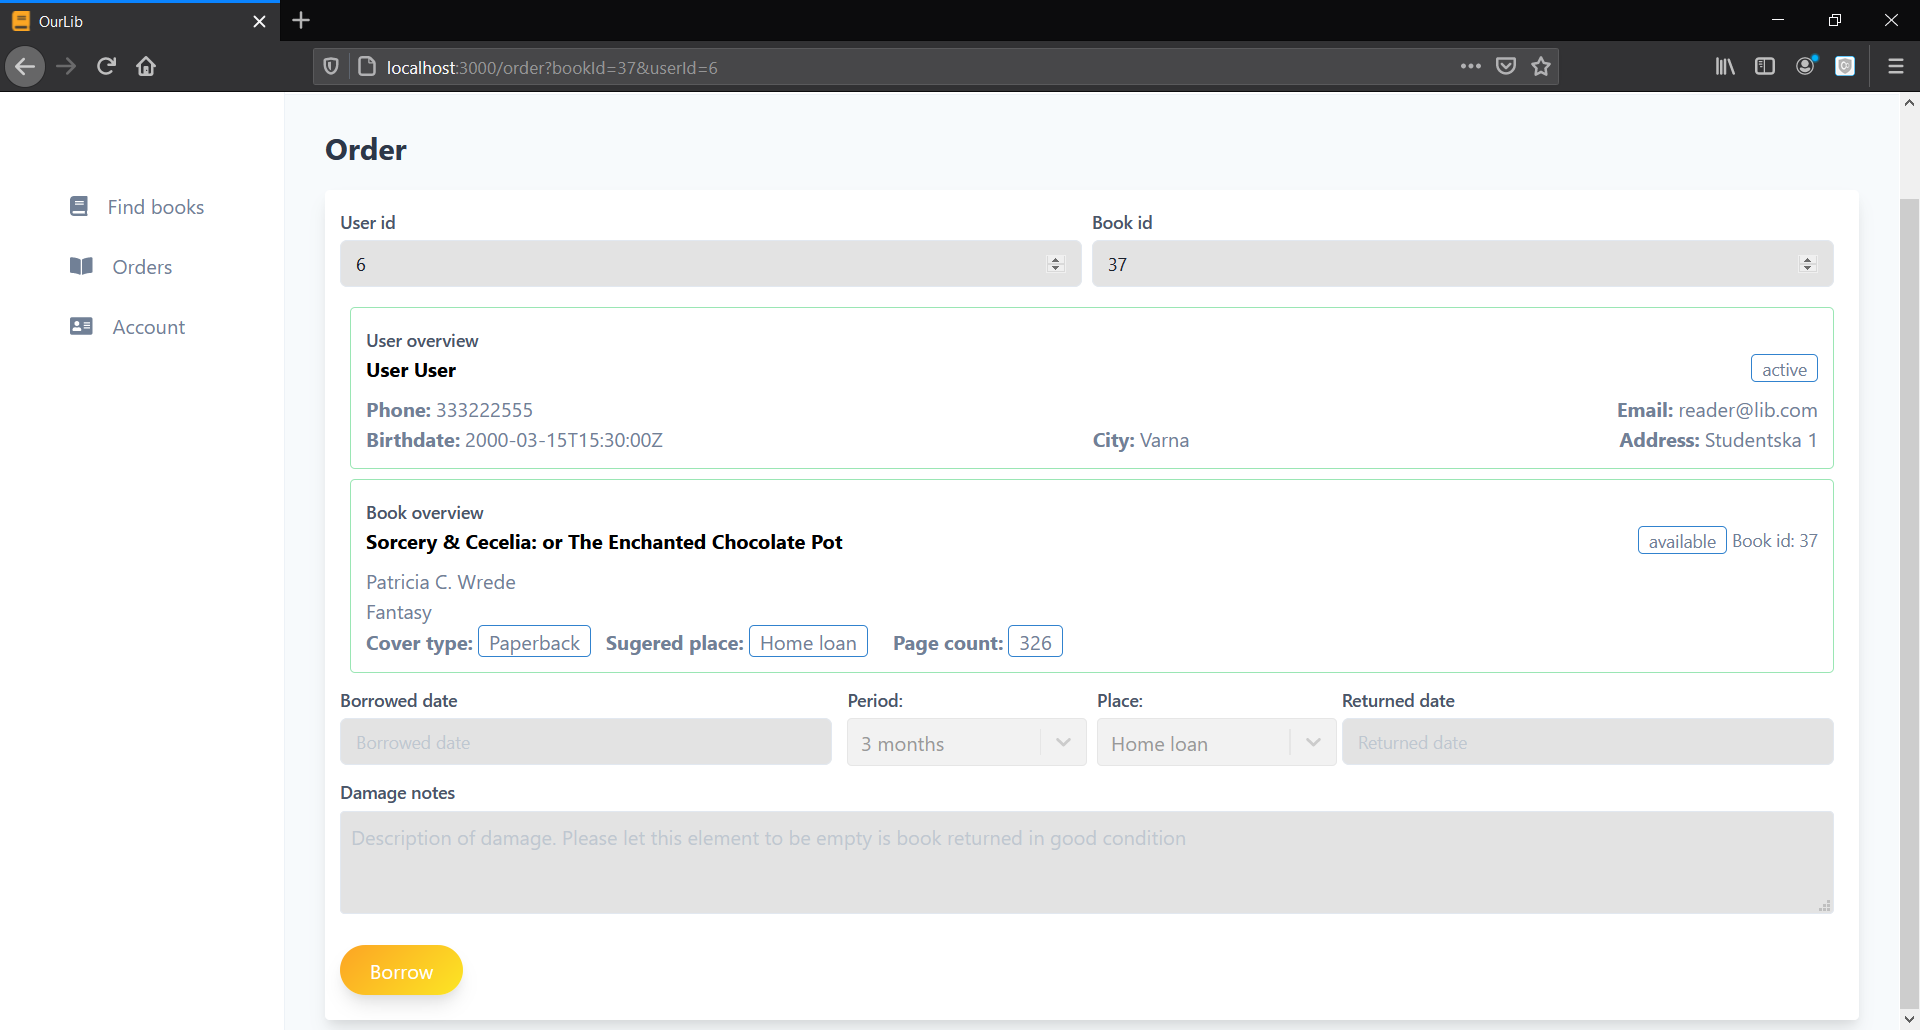 OurLib
localhost:3000/order?bookId=37&userId=6
Find books
Orders
Account
Order
User id
Book id
6
37
User overview
User User
active
Phone: 333222555
Email: reader@lib.com
Birthdate: 2000-03-15T15:30:00Z
City: Varna
Address: Studentska 1
Book overview
Sorcery & Cecelia: or The Enchanted Chocolate Pot
available Book id: 37
Patricia C. Wrede
Fantasy
Cover type: Paperback Sugered place: Home loan Page count: 326
Borrowed date
Period:
Place:
Returned date
Borrowed date
3 months
Home loan
Returned date
Damage notes
Description of damage. Please let this element to be empty is book returned in good condition
Borrow